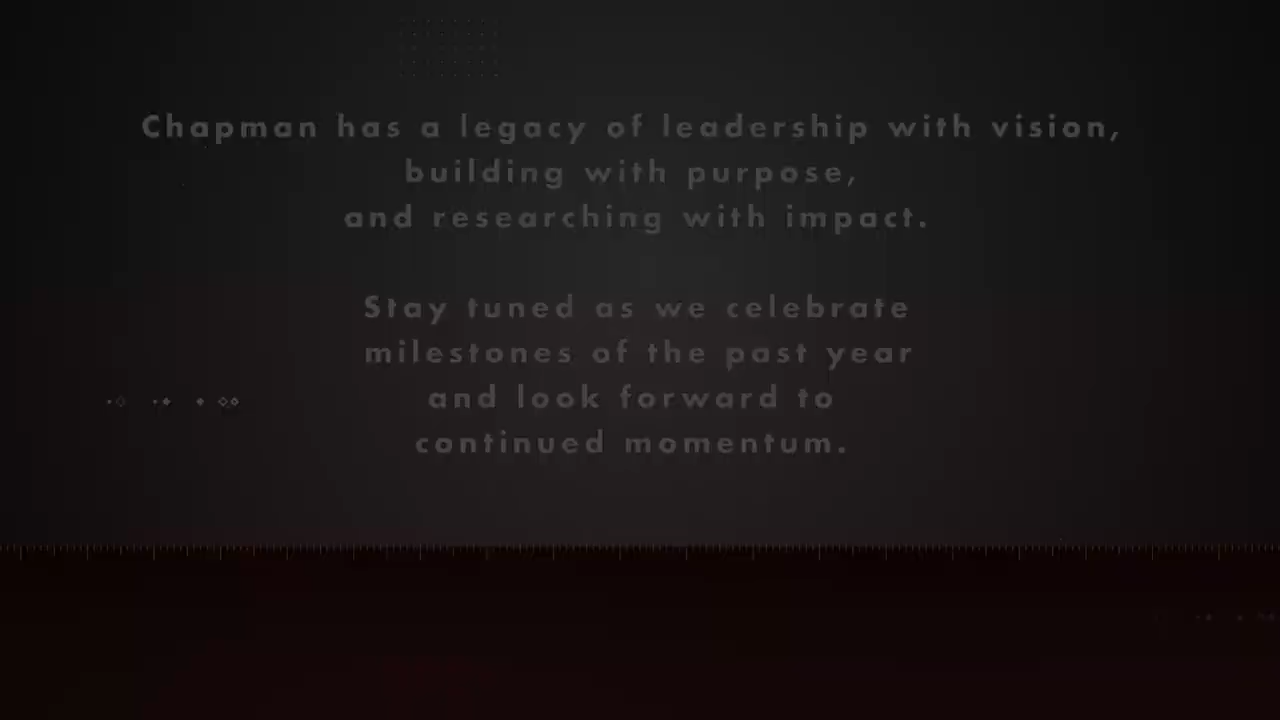 Chapman has a legacy of leadership with vision,
building with purpose,
and researching with impact.
Stay tuned as we celebrate
milestones of the past year
and look forward to
continued momentum.